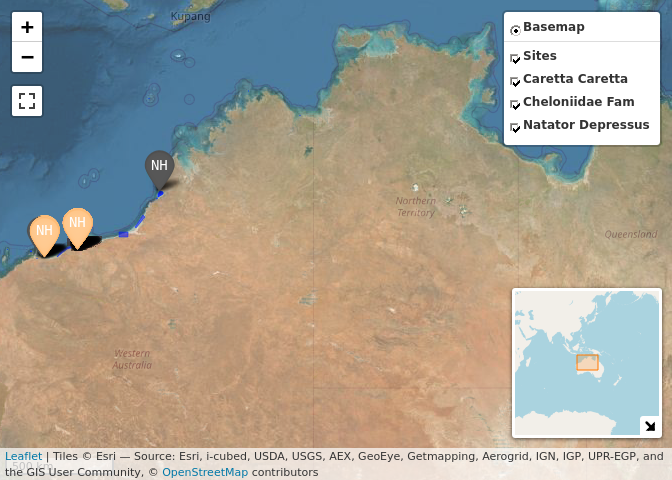 Kupang
+
−
Basemap
Sites
Caretta Caretta
Cheloniidae Fam
Natator Depressus
NH
NH
NH
Northern
Territory
Queensland
Western
Australia
500 km
Leaflet | Tiles © Esri — Source: Esri, i-cubed, USDA, USGS, AEX, GeoEye, Getmapping, Aerogrid, IGN, IGP, UPR-EGP, and
the GIS User Community, © OpenStreetMap contributors